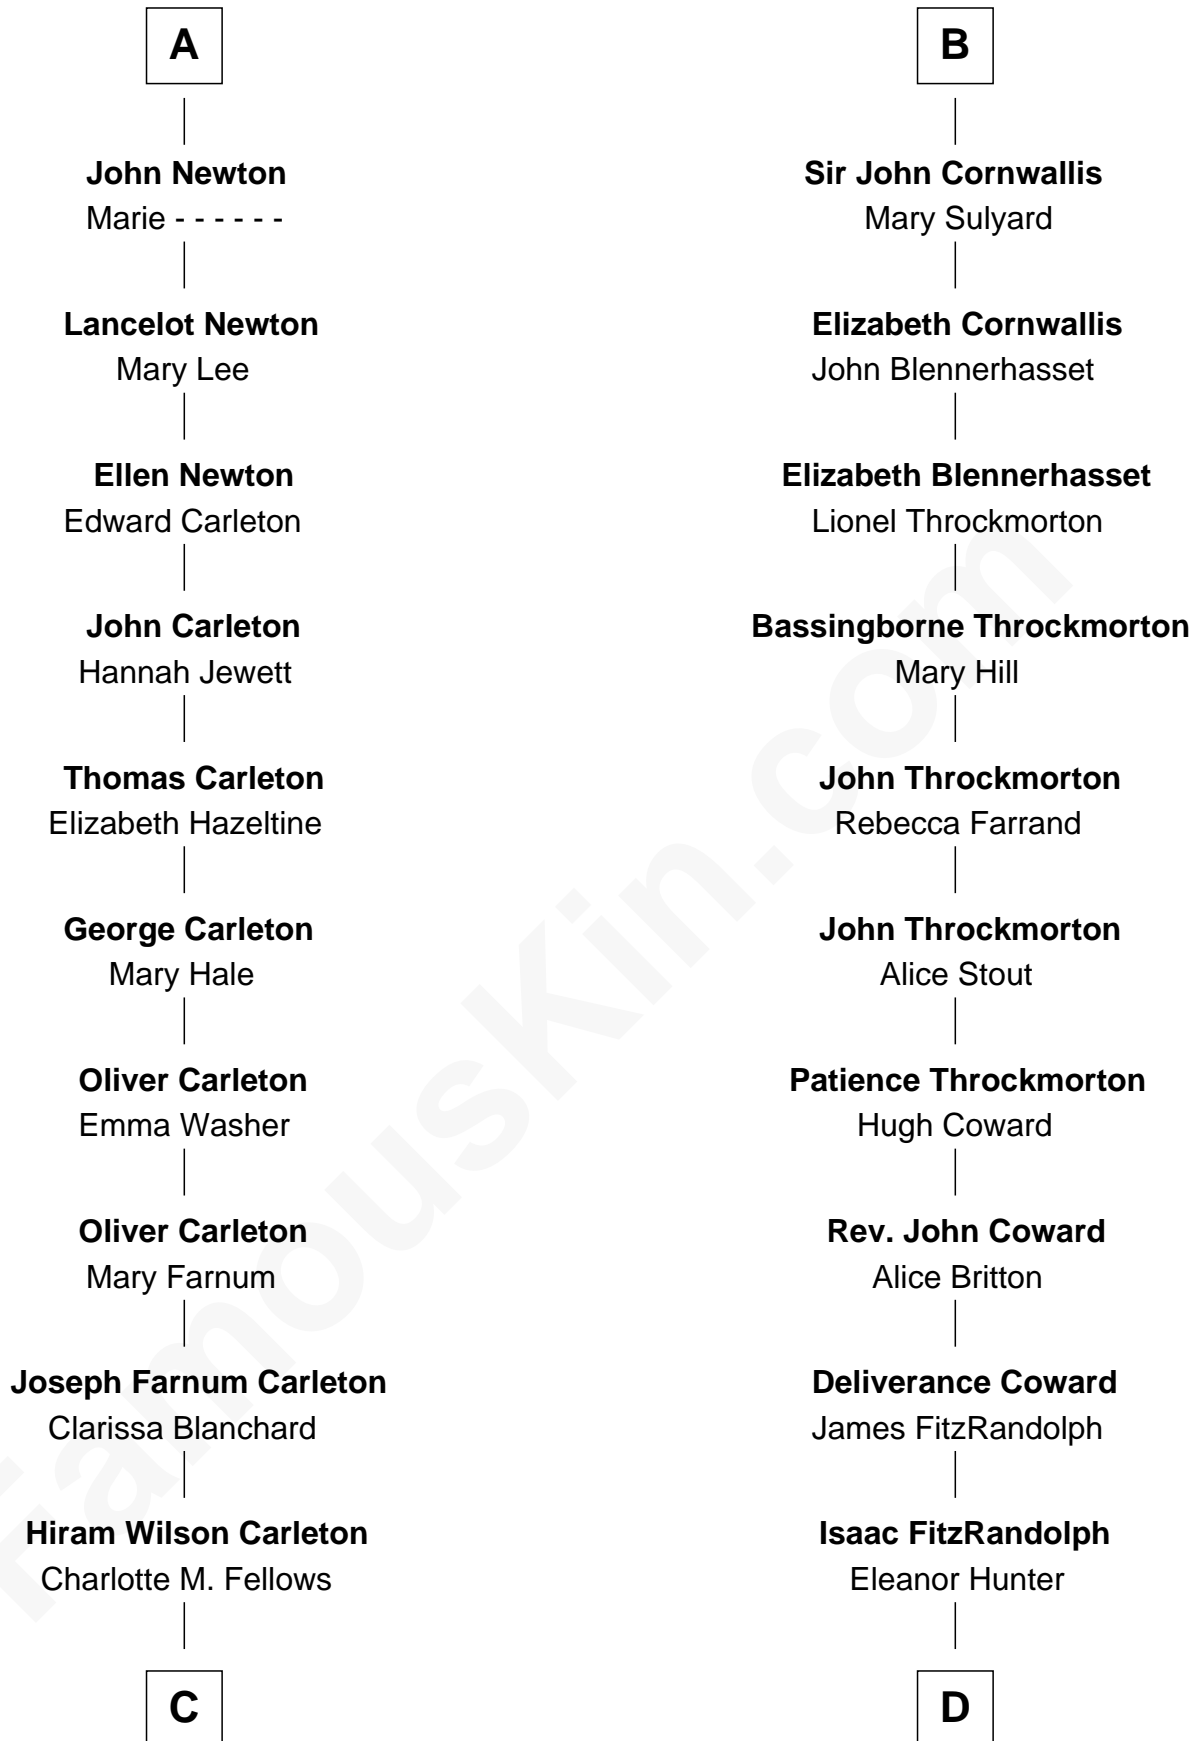 A
John Newton
Marie - - - - - -
Lancelot Newton
Mary Lee
Ellen Newton
Edward Carleton
John Carleton
Hannah Jewett
Thomas Carleton
Elizabeth Hazeltine
George Carleton
Mary Hale
Oliver Carleton
Emma Washer
Oliver Carleton
Mary Farnum
Joseph Farnum Carleton
Clarissa Blanchard
Hiram Wilson Carleton
Charlotte M. Fellows
C
B
Sir John Cornwallis
Mary Sulyard
Elizabeth Cornwallis
John Blennerhasset
Elizabeth Blennerhasset
Lionel Throckmorton
Bassingborne Throckmorton
Mary Hill
John Throckmorton
Rebecca Farrand
John Throckmorton
Alice Stout
Patience Throckmorton
Hugh Coward
Rev. John Coward
Alice Britton
Deliverance Coward
James FitzRandolph
Isaac FitzRandolph
Eleanor Hunter
D
FamousKin.com